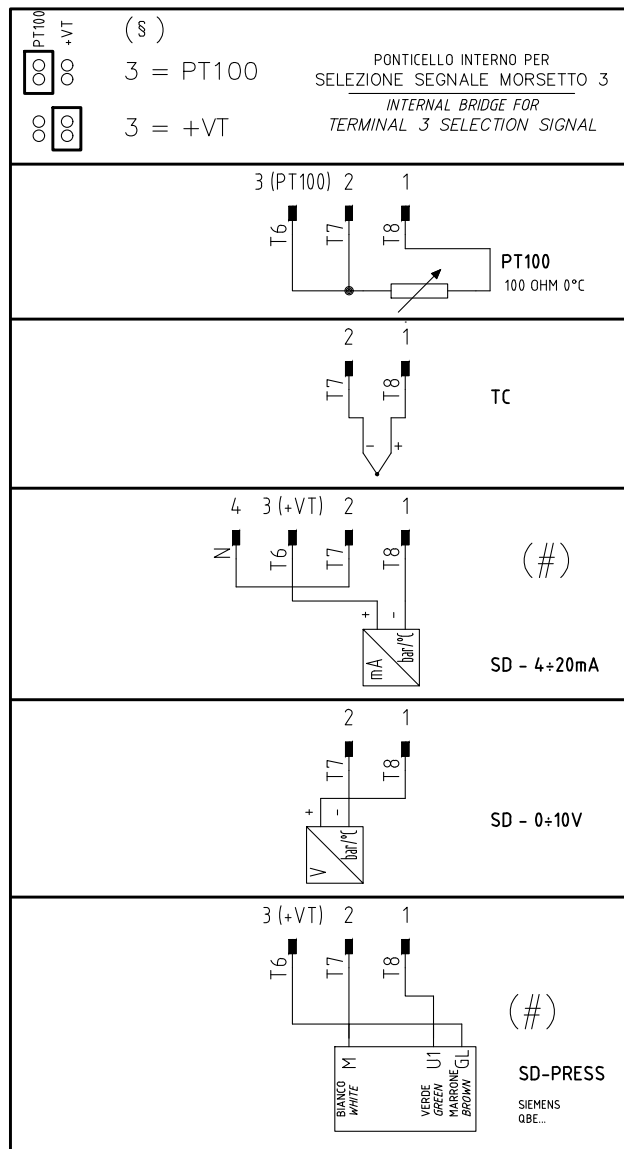 PT100
+VT
(§)
3 = PT100
3 = +VT
PONTICELLO INTERNO PER
SELEZIONE SEGNALE MORSETTO 3
INTERNAL BRIDGE FOR
TERMINAL 3 SELECTION SIGNAL
3 (PT100) 2 1
T6 T7 T8
PT100
100 OHM 0°C
2 1
T7 T8
- +
TC
4 3 (+VT) 2 1
N T6 T7 T8
(#)
+ -
mA bar/°C
SD - 4÷20mA
2 1
T7 T8
+ -
V bar/°C
SD - 0÷10V
3 (+VT) 2 1
T6 T7 T8
(#)
M U1 GL
BIANCO VERDE MARRONE
WHITE GREEN BROWN
SD-PRESS
SIEMENS
QBE...